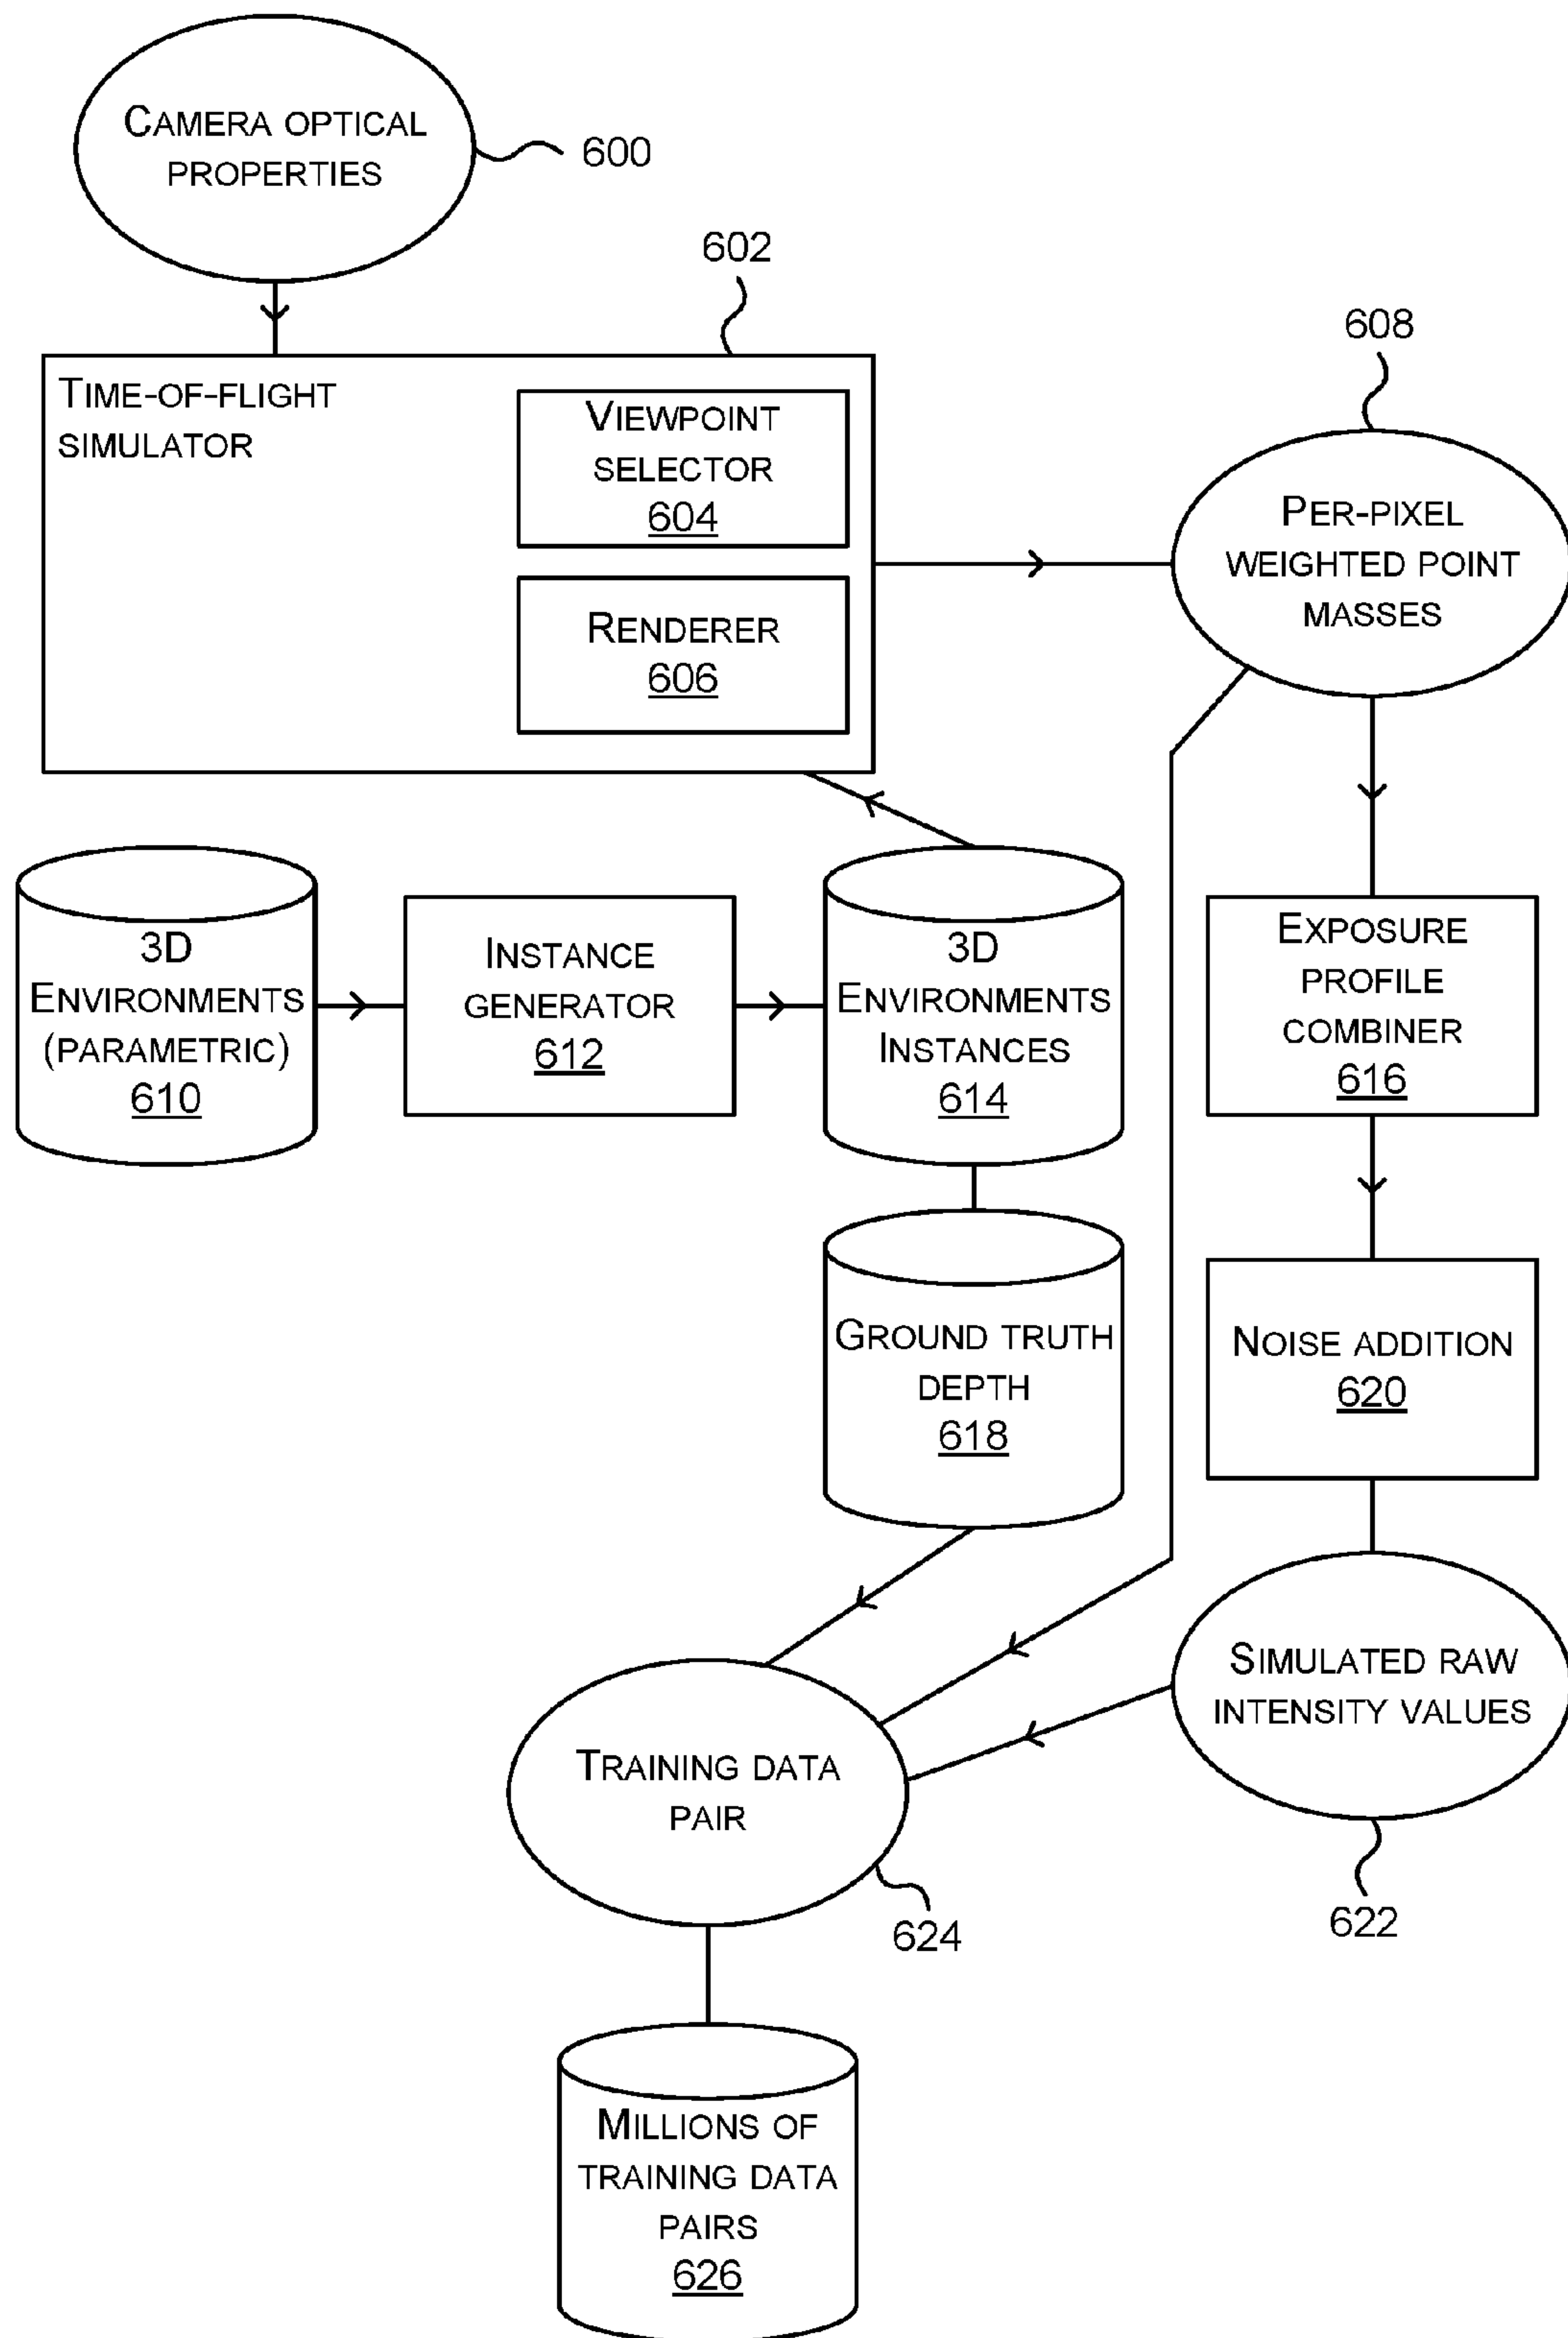 CAMERA OPTICAL
PROPERTIES
600
602
TIME-OF-FLIGHT
SIMULATOR
VIEWPOINT
SELECTOR
604
RENDERER
606
608
PER-PIXEL
WEIGHTED POINT
MASSES
3D
ENVIRONMENTS
(PARAMETRIC)
610
INSTANCE
GENERATOR
612
3D
ENVIRONMENTS
INSTANCES
614
EXPOSURE
PROFILE
COMBINER
616
GROUND TRUTH
DEPTH
618
NOISE ADDITION
620
SIMULATED RAW
INTENSITY VALUES
622
TRAINING DATA
PAIR
624
MILLIONS OF
TRAINING DATA
PAIRS
626